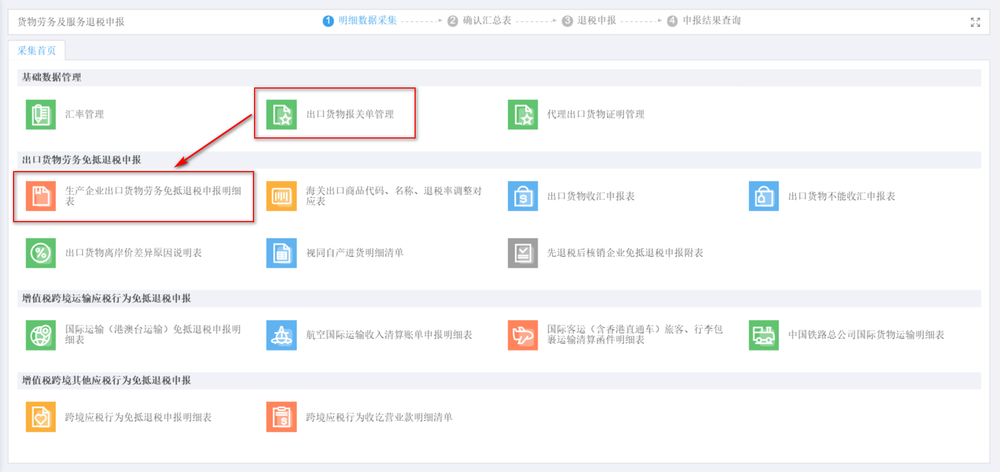 货物劳务及服务退税申报
1 明细数据采集
2 确认汇总表
3 退税申报
4 申报结果查询
采集首页
基础数据管理
汇率管理
出口货物报关单管理
代理出口货物证明管理
出口货物劳务免抵退税申报
生产企业出口货物劳务免抵退税申报明细
表
海关出口商品代码、名称、退税率调整对
应表
出口货物收汇申报表
出口货物不能收汇申报表
出口货物离岸价差异原因说明表
视同自产进货明细清单
先退税后核销企业免抵退税申报附表
增值税跨境运输应税行为免抵退税申报
国际运输（港澳台运输）免抵退税申报明
细表
航空国际运输收入清算账单申报明细表
国际客运（含香港直通车）旅客、行李包
裹运输清算函件明细表
中国铁路总公司国际货物运输明细表
增值税跨境其他应税行为免抵退税申报
跨境应税行为免抵退税申报明细表
跨境应税行为收讫营业款明细清单